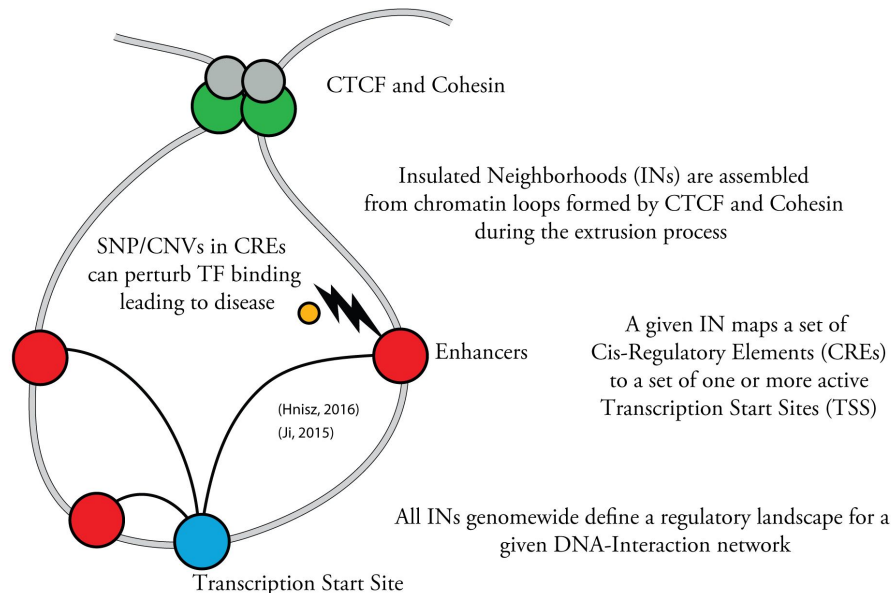 CTCF and Cohesin
Insulated Neighborhoods (INs) are assembled
from chromatin loops formed by CTCF and Cohesin
during the extrusion process
SNP/CNVs in CREs
can perturb TF binding
leading to disease
Enhancers
A given IN maps a set of
Cis-Regulatory Elements (CREs)
to a set of one or more active
Transcription Start Sites (TSS)
(Hnisz, 2016)
(Ji, 2015)
All INs genomewide define a regulatory landscape for a
given DNA-Interaction network
Transcription Start Site